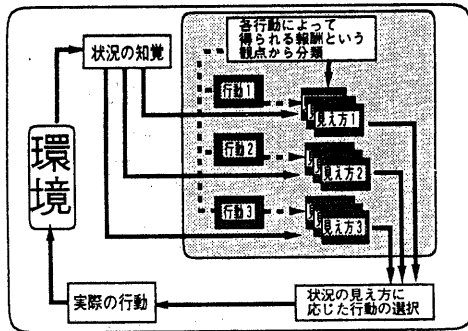 各行動によって
得られる報酬という
観点から分類
状況の知覚
行動1
見え方1
環境
行動2
見え方2
行動3
見え方3
実際の行動
状況の見え方に
応じた行動の選択